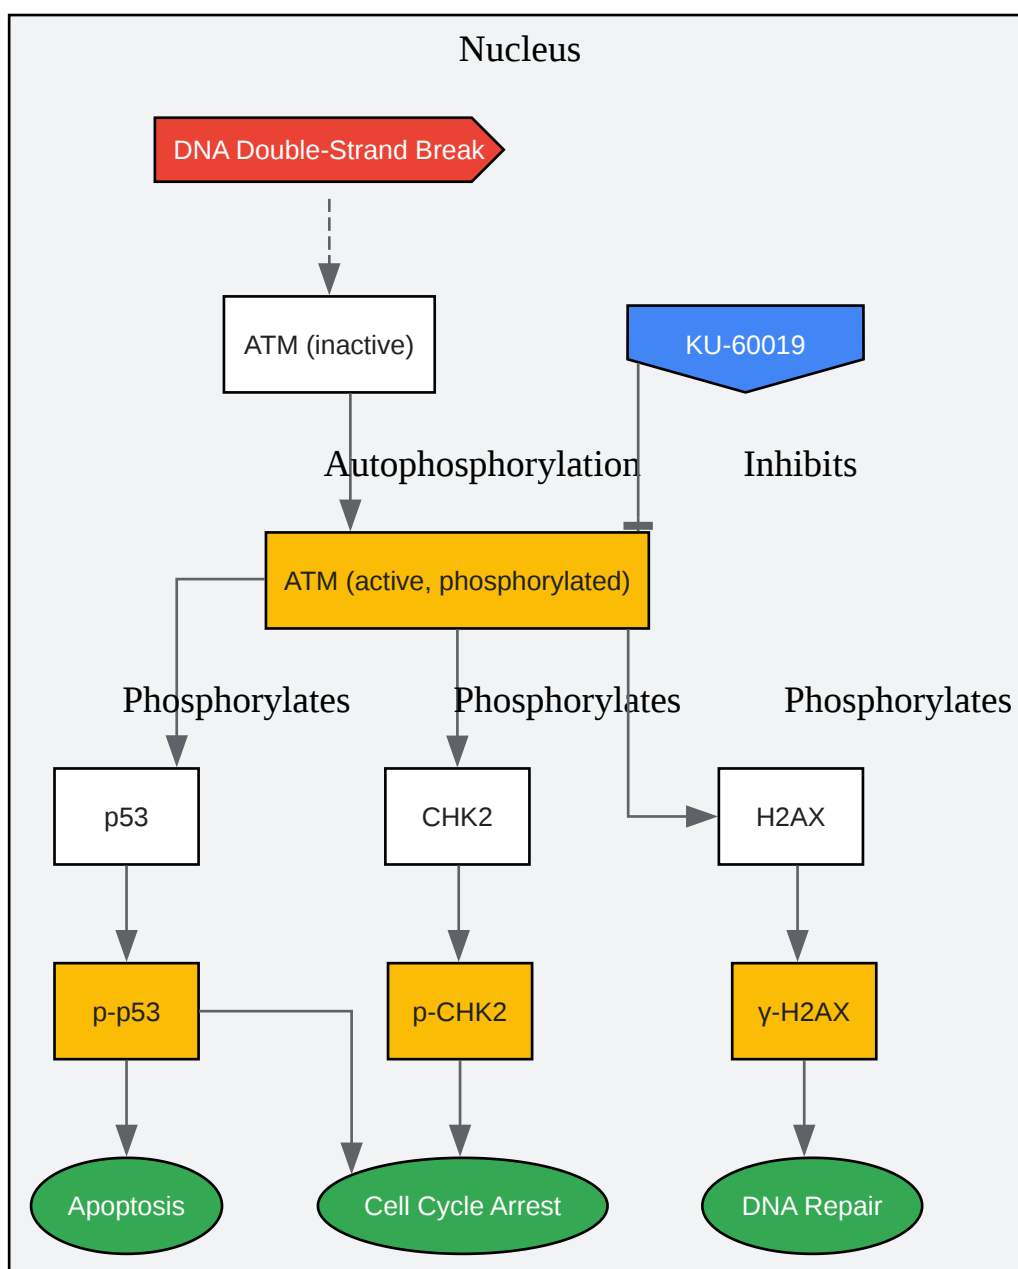 Nucleus
DNA Double-Strand Break
ATM (inactive)
KU-60019
Autophosphorylation
Inhibits
ATM (active, phosphorylated)
Phosphorylates
Phosphorylates
Phosphorylates
p53
CHK2
H2AX
p-p53
p-CHK2
γ-H2AX
Apoptosis
Cell Cycle Arrest
DNA Repair